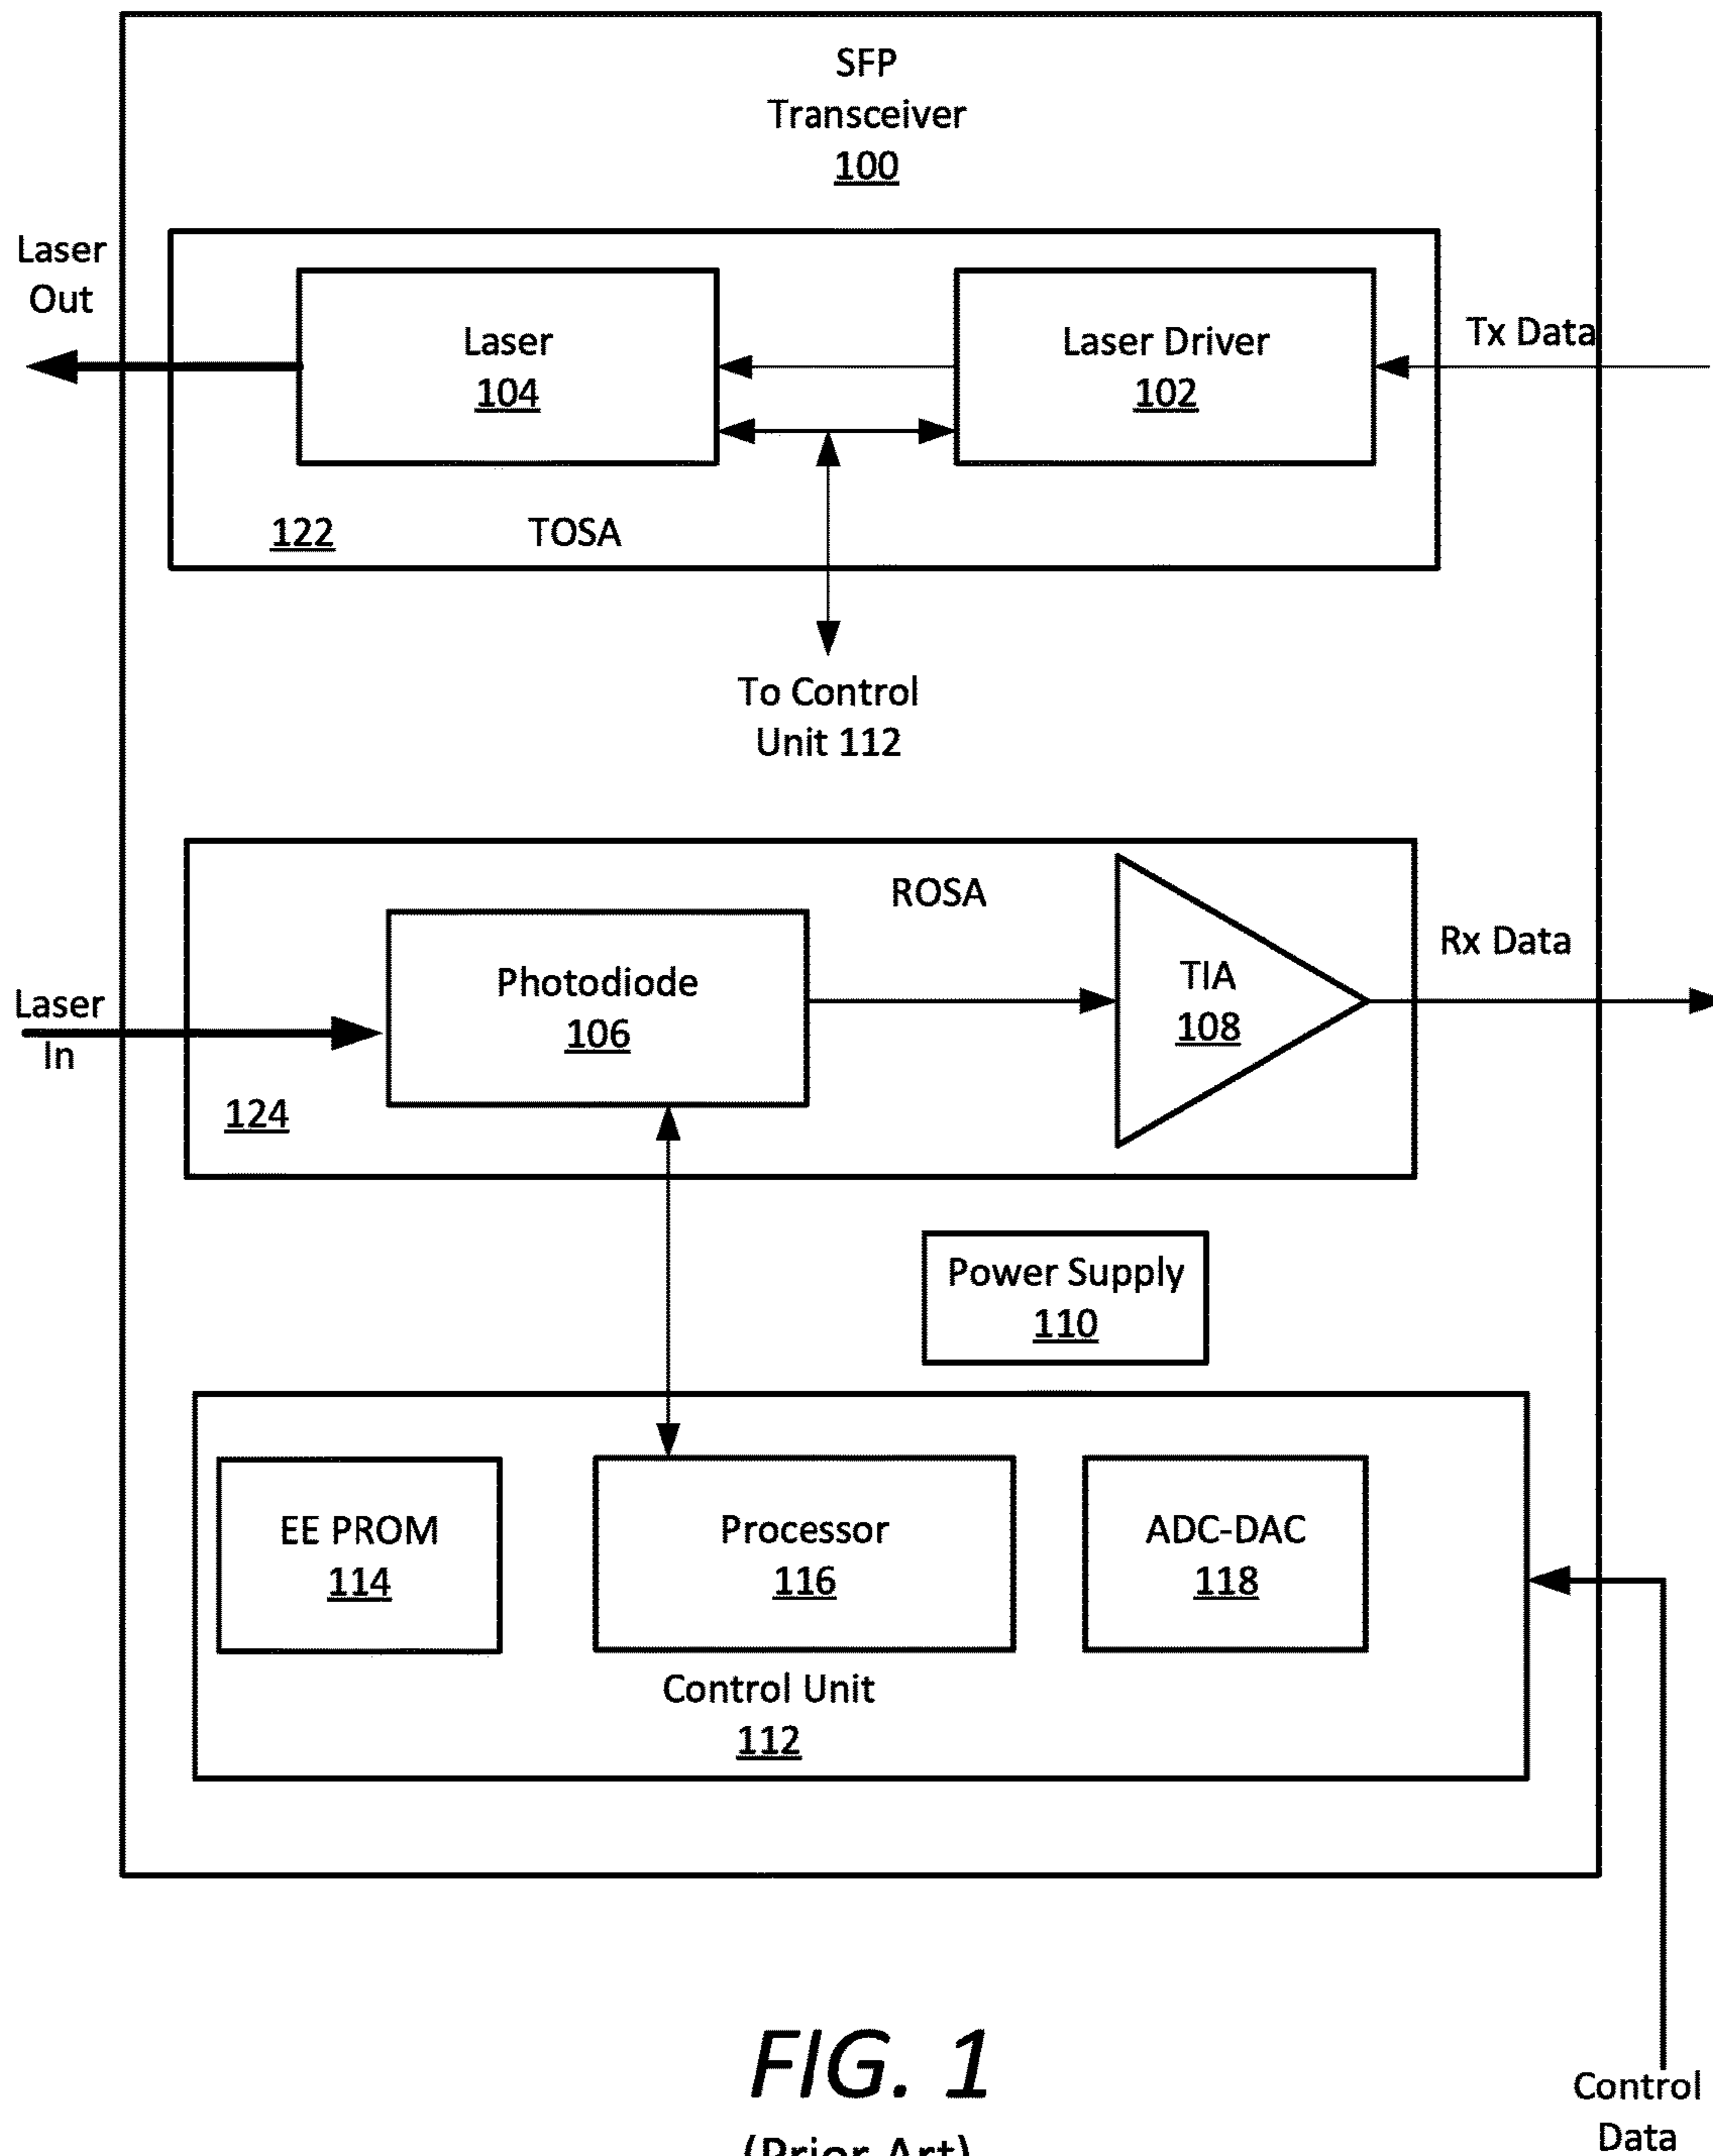 SFP
Transceiver
100
Laser
Out
Laser
104
Laser Driver
102
Tx Data
122
TOSA
To Control
Unit 112
ROSA
Rx Data
Photodiode
106
TIA
108
Laser
In
124
Power Supply
110
EE PROM
114
Processor
116
ADC-DAC
118
Control Unit
112
FIG. 1
(Prior Art)
Control
Data